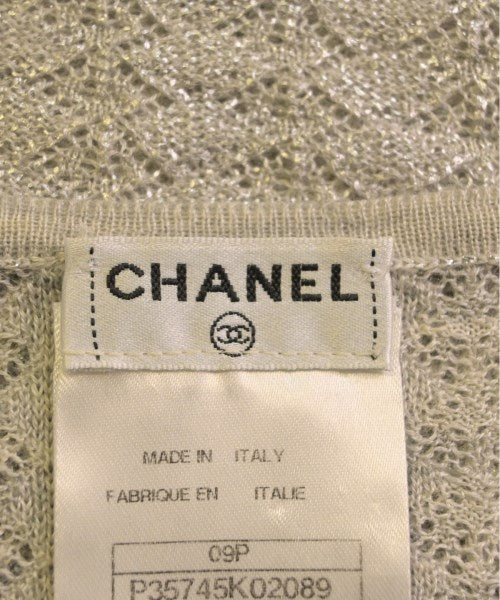 CHANEL
MADE IN ITALY
FABRIQUE EN ITALIE
09P
P35745K02089